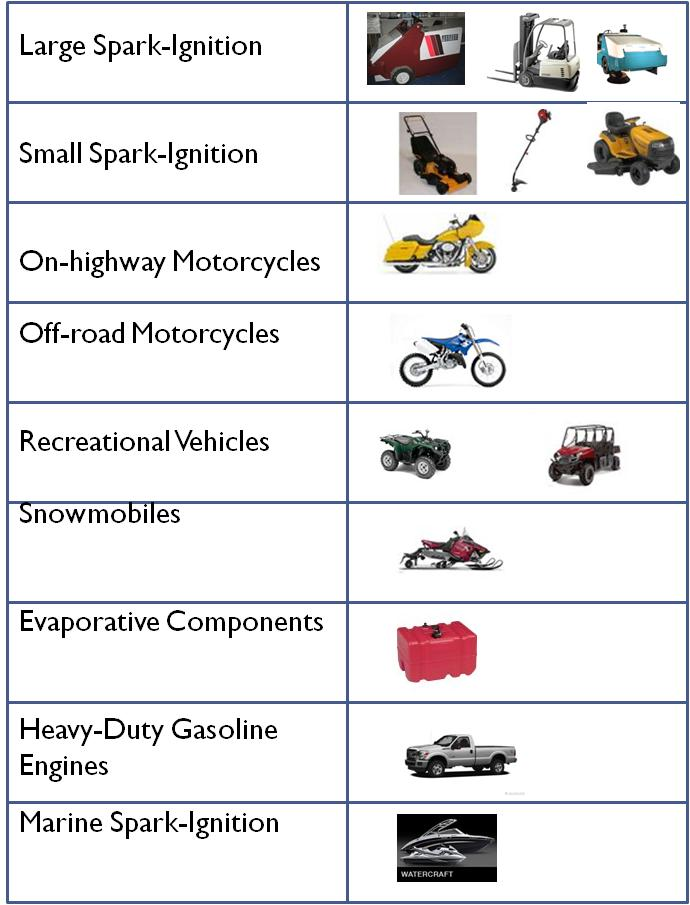 Large Spark-Ignition
Small Spark-Ignition
On-highway Motorcycles
Off-road Motorcycles
Recreational Vehicles
Snowmobiles
Evaporative Components
Heavy-Duty Gasoline
Engines
Marine Spark-Ignition
WATERCRAFT